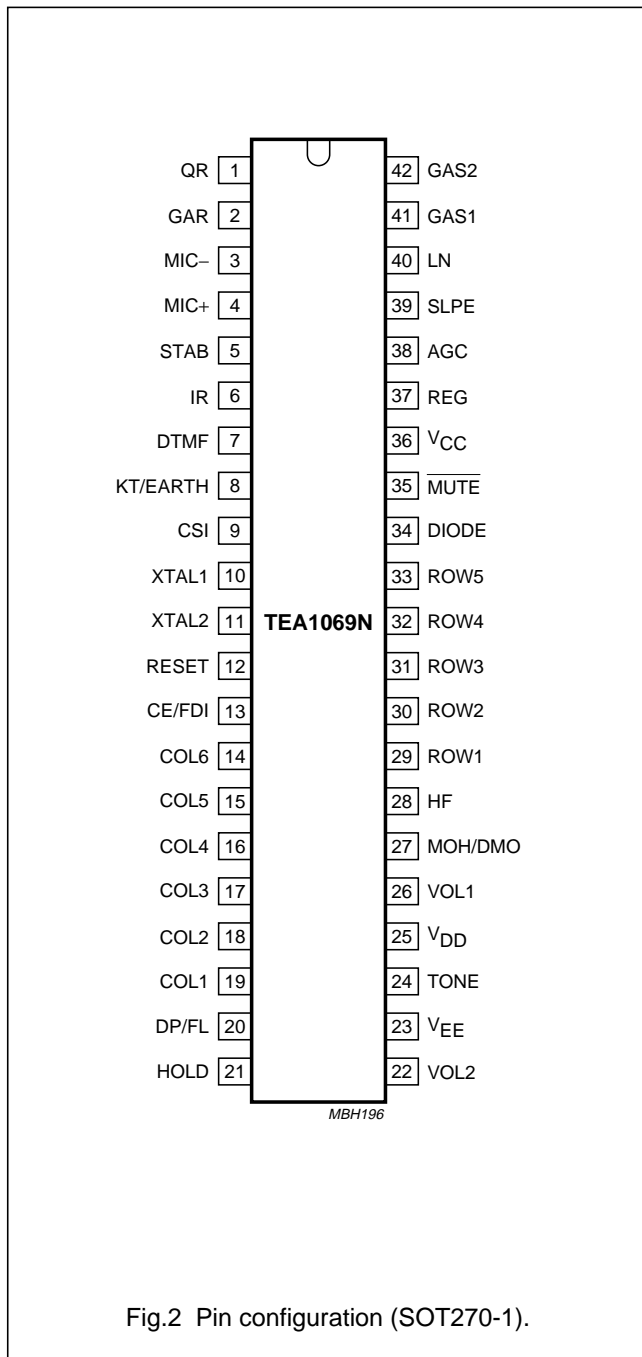 QR 1 42 GAS2
GAR 2 41 GAS1
MIC− 3 40 LN
MIC+ 4 39 SLPE
STAB 5 38 AGC
IR 6 37 REG
DTMF 7 36 VCC
KT/EARTH 8 35 MUTE
CSI 9 34 DIODE
XTAL1 10 33 ROW5
XTAL2 11 TEA1069N 32 ROW4
RESET 12 31 ROW3
CE/FDI 13 30 ROW2
COL6 14 29 ROW1
COL5 15 28 HF
COL4 16 27 MOH/DMO
COL3 17 26 VOL1
COL2 18 25 VDD
COL1 19 24 TONE
DP/FL 20 23 VEE
HOLD 21 22 VOL2
MBH196
Fig.2 Pin configuration (SOT270-1).